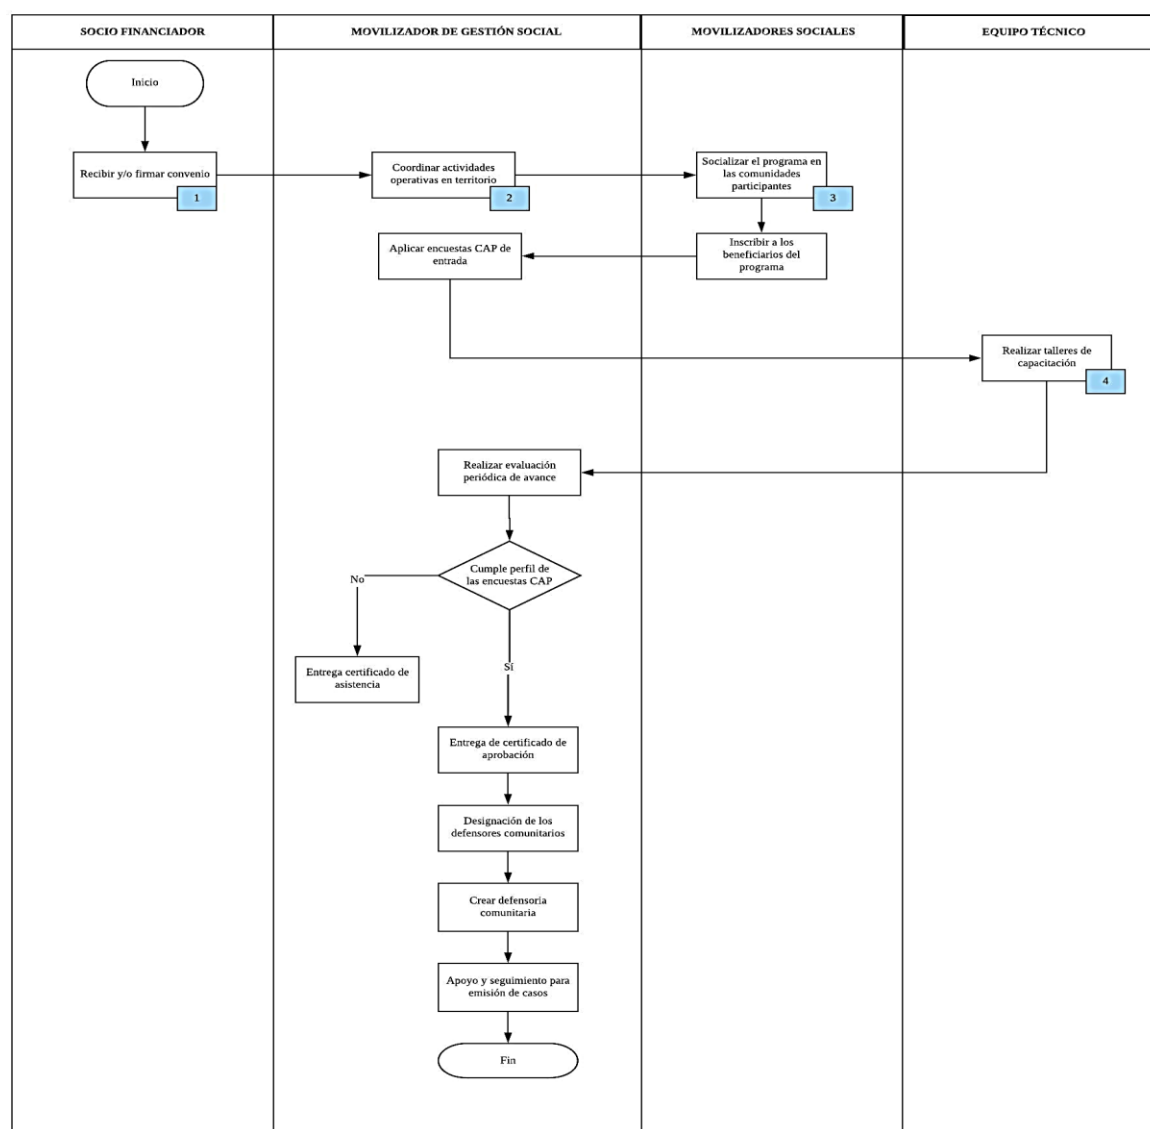 SOCIO FINANCIADOR
MOVILIZADOR DE GESTIÓN SOCIAL
MOVILIZADORES SOCIALES
EQUIPO TÉCNICO
Inicio
Recibir y/o firmar convenio
1
Coordinar actividades
operativas en territorio
2
Socializar el programa en
las comunidades
participantes
3
Inscribir a los
beneficiarios del
programa
Aplicar encuestas CAP de
entrada
Realizar talleres de
capacitación
4
Realizar evaluación
periódica de avance
Cumple perfil de
las encuestas CAP
No
Entrega certificado de
asistencia
Sí
Entrega de certificado de
aprobación
Designación de los
defensores comunitarios
Crear defensoria
comunitaria
Apoyo y seguimiento para
emisión de casos
Fin